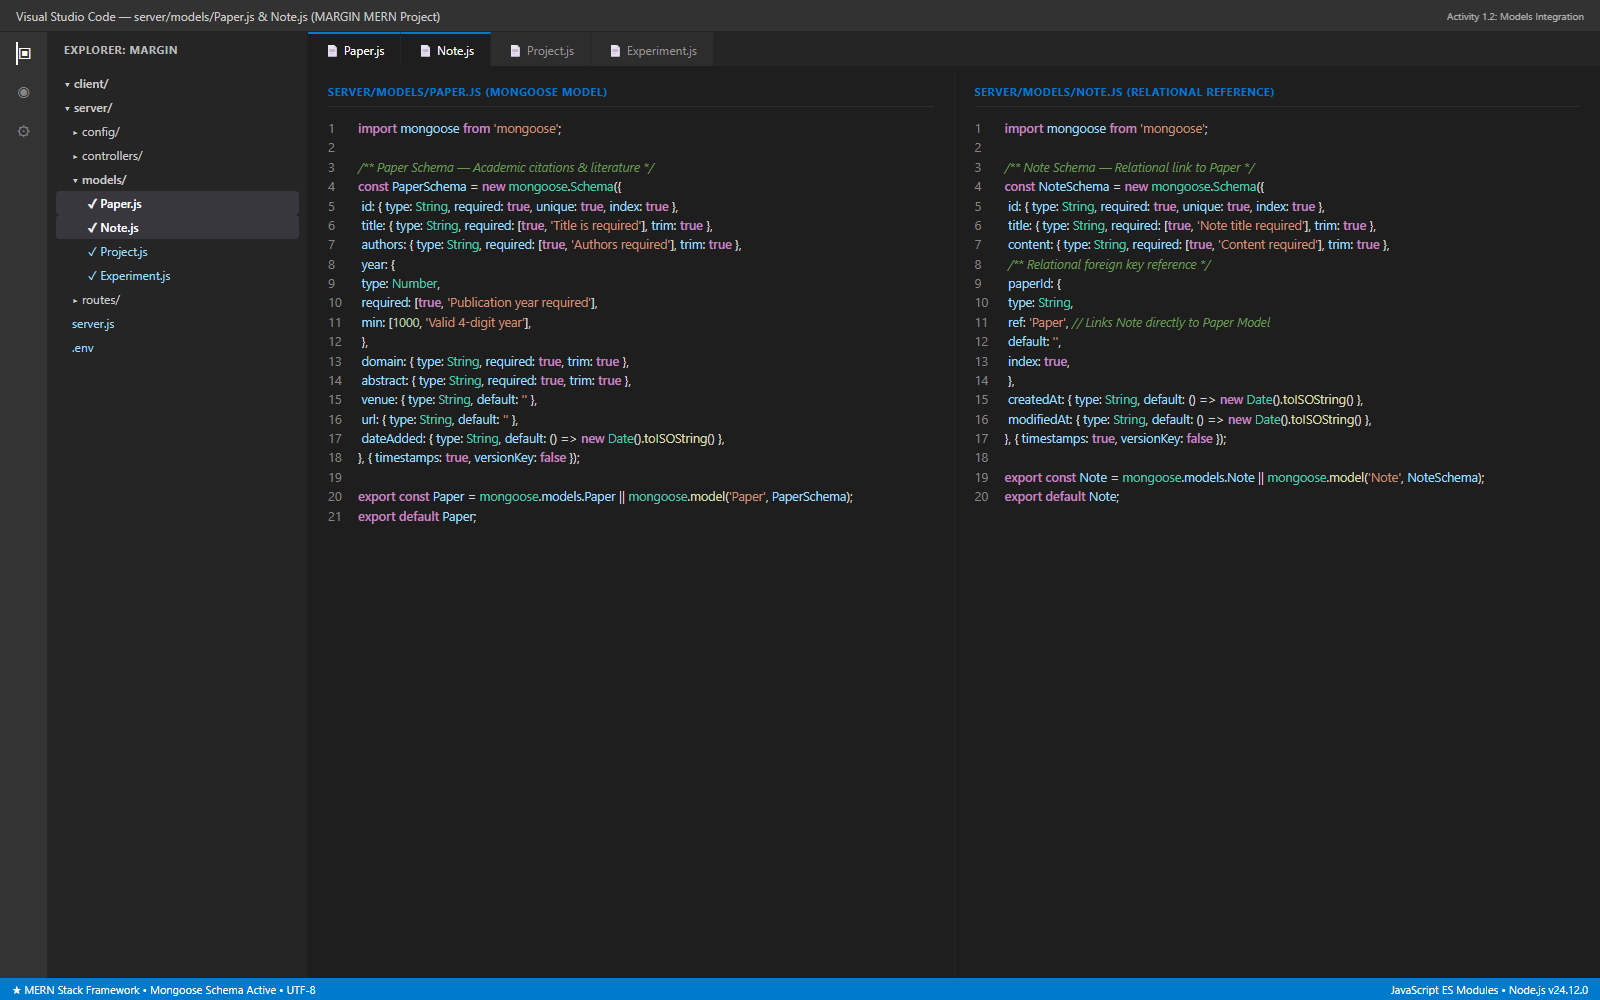 Visual Studio Code — server/models/Paper.js & Note.js (MARGIN MERN Project)
Activity 1.2: Models Integration
EXPLORER: MARGIN
▾ client/
▾ server/
▸ config/
▸ controllers/
▾ models/
✓ Paper.js
✓ Note.js
✓ Project.js
✓ Experiment.js
▸ routes/
server.js
.env
Paper.js
Note.js
Project.js
Experiment.js
SERVER/MODELS/PAPER.JS (MONGOOSE MODEL)
1 import mongoose from 'mongoose';
2
3 /** Paper Schema — Academic citations & literature */
4 const PaperSchema = new mongoose.Schema({
5 id: { type: String, required: true, unique: true, index: true },
6 title: { type: String, required: [true, 'Title is required'], trim: true },
7 authors: { type: String, required: [true, 'Authors required'], trim: true },
8 year: {
9 type: Number,
10 required: [true, 'Publication year required'],
11 min: [1000, 'Valid 4-digit year'],
12 },
13 domain: { type: String, required: true, trim: true },
14 abstract: { type: String, required: true, trim: true },
15 venue: { type: String, default: '' },
16 url: { type: String, default: '' },
17 dateAdded: { type: String, default: () => new Date().toISOString() },
18 }, { timestamps: true, versionKey: false });
19
20 export const Paper = mongoose.models.Paper || mongoose.model('Paper', PaperSchema);
21 export default Paper;
SERVER/MODELS/NOTE.JS (RELATIONAL REFERENCE)
1 import mongoose from 'mongoose';
2
3 /** Note Schema — Relational link to Paper */
4 const NoteSchema = new mongoose.Schema({
5 id: { type: String, required: true, unique: true, index: true },
6 title: { type: String, required: [true, 'Note title required'], trim: true },
7 content: { type: String, required: [true, 'Content required'], trim: true },
8 /** Relational foreign key reference */
9 paperId: {
10 type: String,
11 ref: 'Paper', // Links Note directly to Paper Model
12 default: '',
13 index: true,
14 },
15 createdAt: { type: String, default: () => new Date().toISOString() },
16 modifiedAt: { type: String, default: () => new Date().toISOString() },
17 }, { timestamps: true, versionKey: false });
18
19 export const Note = mongoose.models.Note || mongoose.model('Note', NoteSchema);
20 export default Note;
★ MERN Stack Framework • Mongoose Schema Active • UTF-8
JavaScript ES Modules • Node.js v24.12.0